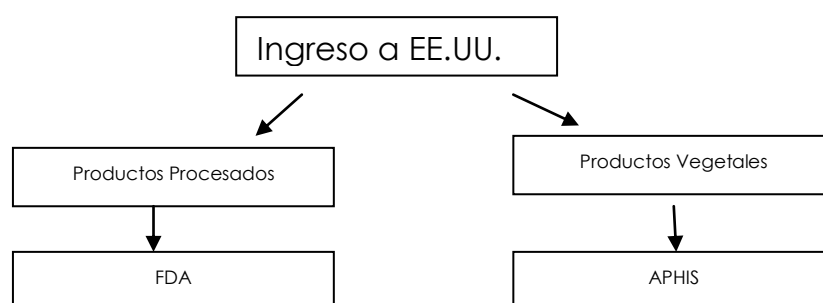 Ingreso a EE.UU.
Productos Procesados
Productos Vegetales
FDA
APHIS